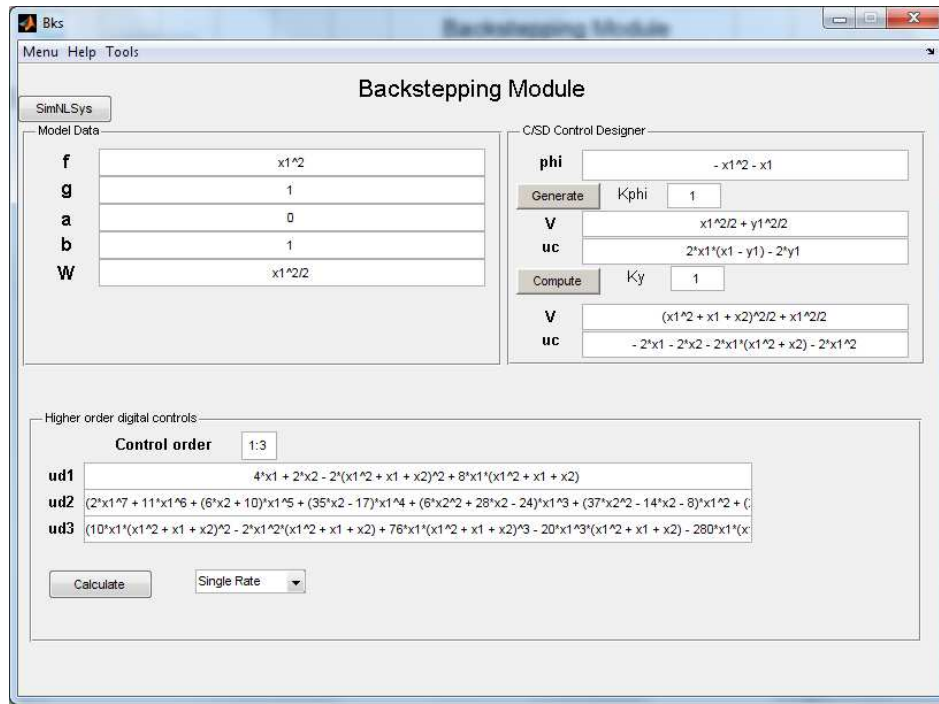 Bks
Backstepping Module
Menu Help Tools
Backstepping Module
SimNLSys
Model Data
f x1^2
g 1
a 0
b 1
W x1^2/2
C/SD Control Designer
phi - x1^2 - x1
Generate Kphi 1
V x1^2/2 + y1^2/2
uc 2*x1*(x1 - y1) - 2*y1
Compute Ky 1
V (x1^2 + x1 + x2)^2/2 + x1^2/2
uc - 2*x1 - 2*x2 - 2*x1*(x1^2 + x2) - 2*x1^2
Higher order digital controls
Control order 1:3
ud1 4*x1 + 2*x2 - 2*(x1^2 + x1 + x2)^2 + 8*x1*(x1^2 + x1 + x2)
ud2 (2*x1^7 + 11*x1^6 + (6*x2 + 10)*x1^5 + (35*x2 - 17)*x1^4 + (6*x2^2 + 28*x2 - 24)*x1^3 + (37*x2^2 - 14*x2 - 8)*x1^2 + (
ud3 (10*x1*(x1^2 + x1 + x2)^2 - 2*x1^2*(x1^2 + x1 + x2) + 76*x1*(x1^2 + x1 + x2)^3 - 20*x1^3*(x1^2 + x1 + x2) - 280*x1*(x
Calculate Single Rate